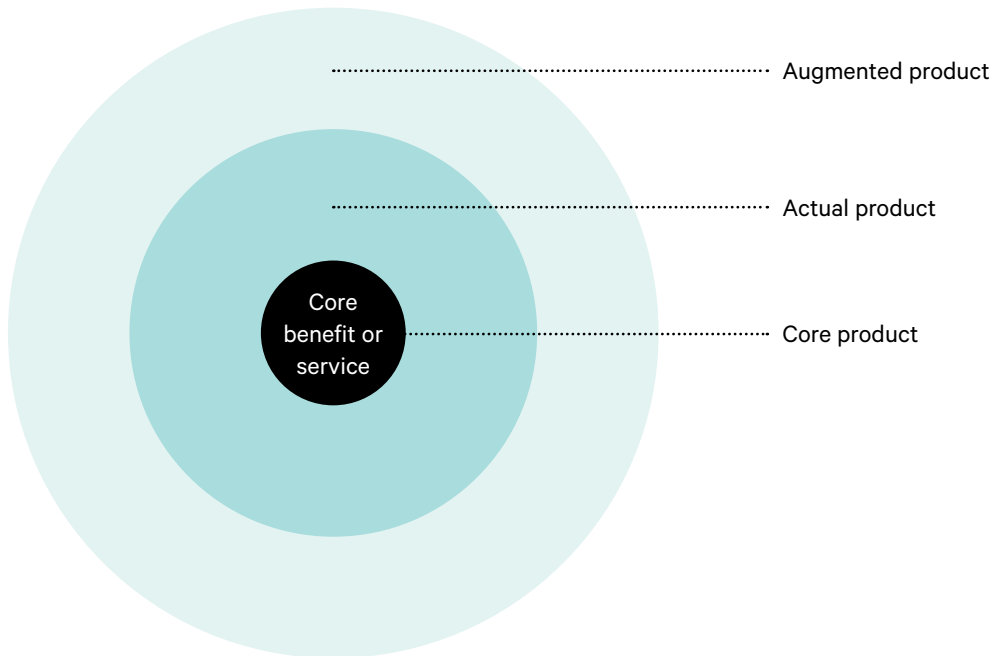 Augmented product
Actual product
Core
benefit or
service
Core product